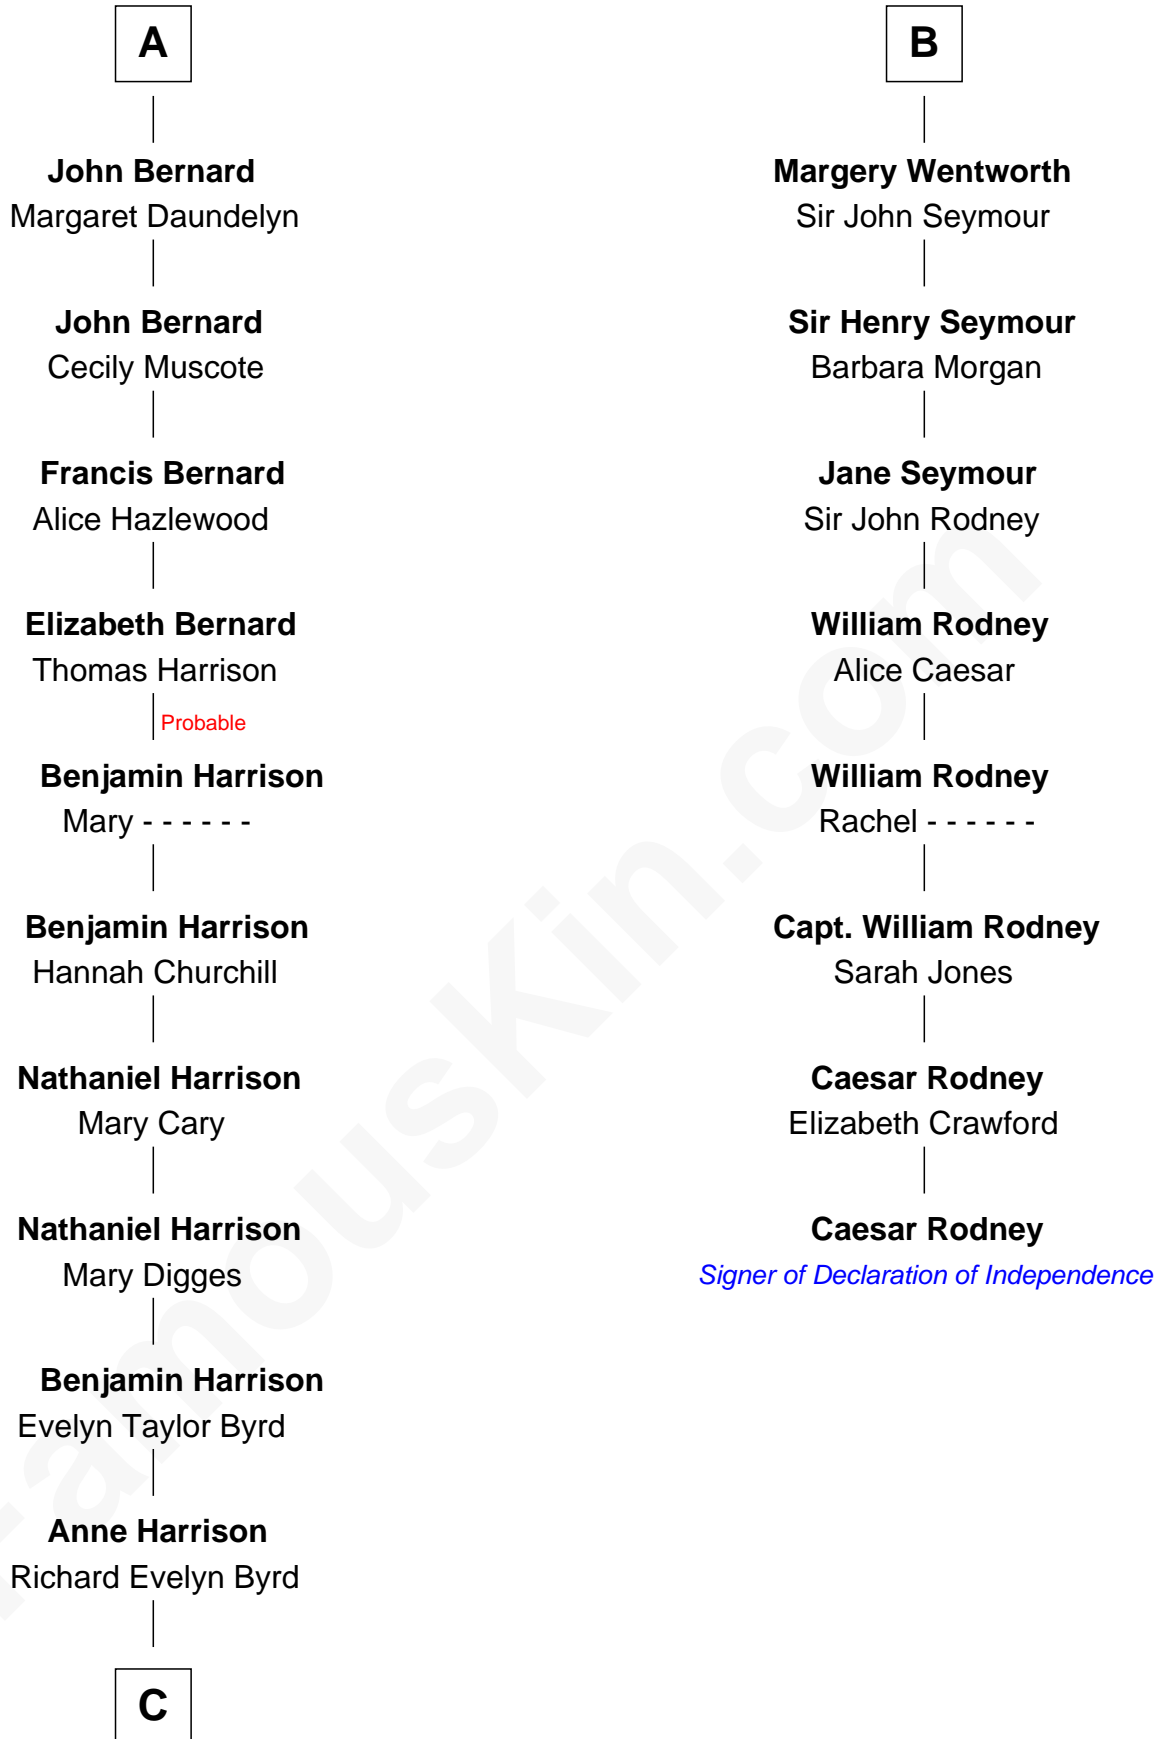 A
John Bernard
Margaret Daundelyn
John Bernard
Cecily Muscote
Francis Bernard
Alice Hazlewood
Elizabeth Bernard
Thomas Harrison
Probable
Benjamin Harrison
Mary - - - - - -
Benjamin Harrison
Hannah Churchill
Nathaniel Harrison
Mary Cary
Nathaniel Harrison
Mary Digges
Benjamin Harrison
Evelyn Taylor Byrd
Anne Harrison
Richard Evelyn Byrd
C
B
Margery Wentworth
Sir John Seymour
Sir Henry Seymour
Barbara Morgan
Jane Seymour
Sir John Rodney
William Rodney
Alice Caesar
William Rodney
Rachel - - - - - -
Capt. William Rodney
Sarah Jones
Caesar Rodney
Elizabeth Crawford
Caesar Rodney
Signer of Declaration of Independence
FamousKin.com